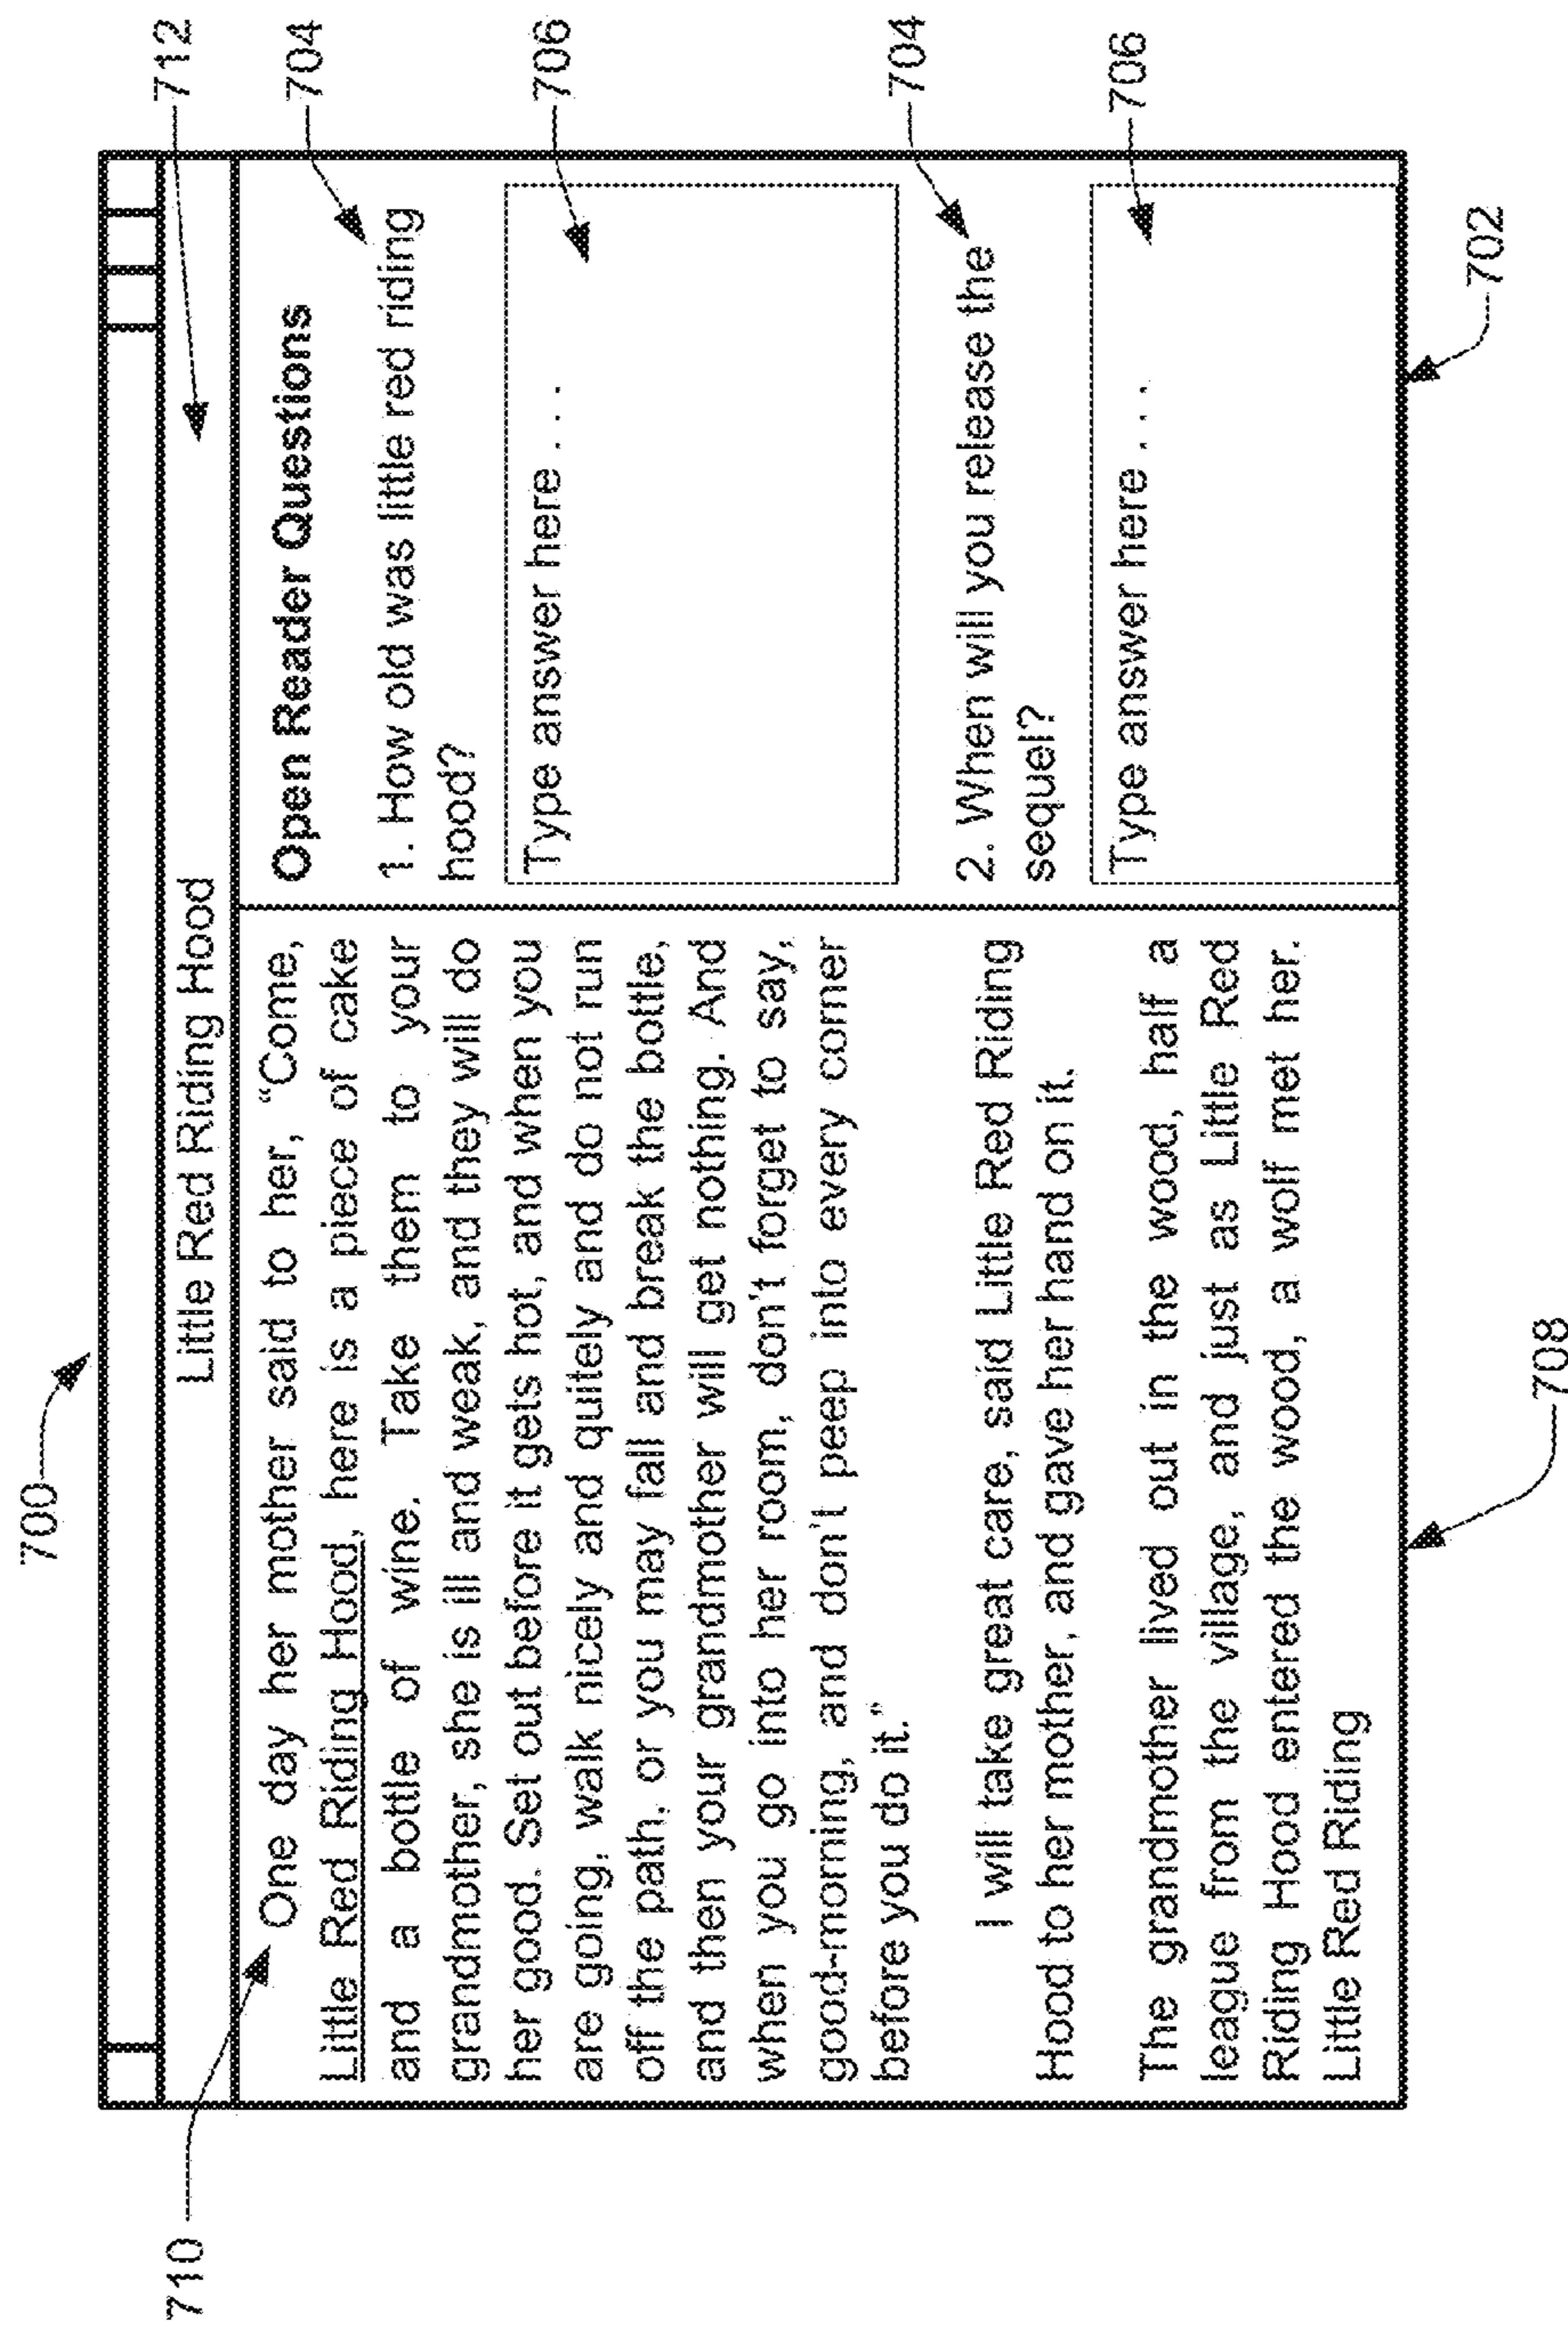 700
712
Little Red Riding Hood
710
One day her mother said to her, “Come,
Little Red Riding Hood, here is a piece of cake
and a bottle of wine. Take them to your
grandmother, she is ill and weak, and they will do
her good. Set out before it gets hot, and when you
are going, walk nicely and quitely and do not run
off the path, or you may fall and break the bottle,
and then your grandmother will get nothing. And
when you go into her room, don't forget to say,
good-morning, and don't peep into every corner
before you do it.”
I will take great care, said Little Red Riding
Hood to her mother, and gave her hand on it.
The grandmother lived out in the wood, half a
league from the village, and just as Little Red
Riding Hood entered the wood, a wolf met her.
Little Red Riding
708
Open Reader Questions
704
1. How old was little red riding
hood?
706
Type answer here . . .
704
2. When will you release the
sequel?
706
Type answer here . . .
702